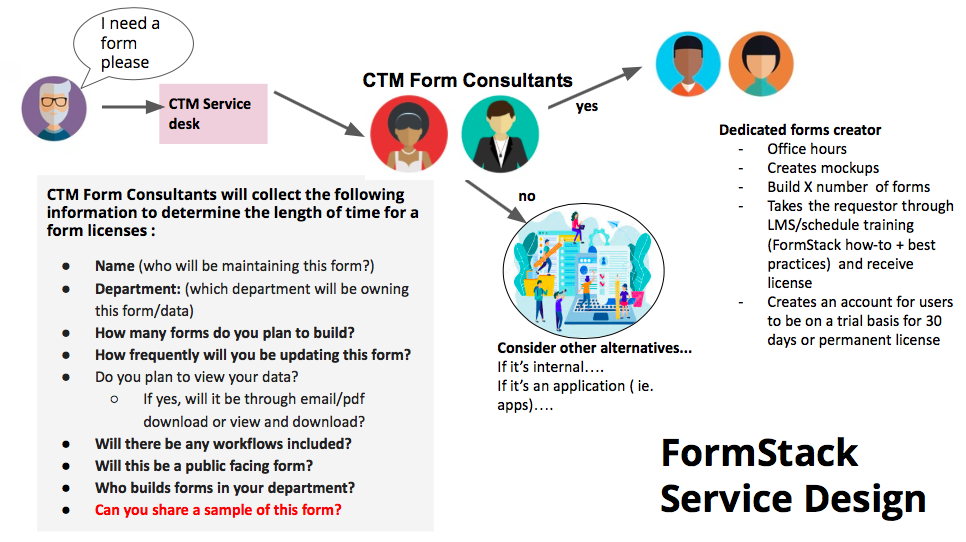 I need a
form
please
CTM Service
desk
CTM Form Consultants
yes
no
Dedicated forms creator
- Office hours
- Creates mockups
- Build X number of forms
- Takes the requestor through
LMS/schedule training
(FormStack how-to + best
practices) and receive
license
- Creates an account for users
to be on a trial basis for 30
days or permanent license
CTM Form Consultants will collect the following
information to determine the length of time for a
form licenses :
● Name (who will be maintaining this form?)
● Department: (which department will be owning
this form/data)
● How many forms do you plan to build?
● How frequently will you be updating this form?
● Do you plan to view your data?
○ If yes, will it be through email/pdf
download or view and download?
● Will there be any workflows included?
● Will this be a public facing form?
● Who builds forms in your department?
● Can you share a sample of this form?
Consider other alternatives...
If it's internal....
If it's an application ( ie.
apps)....
FormStack
Service Design